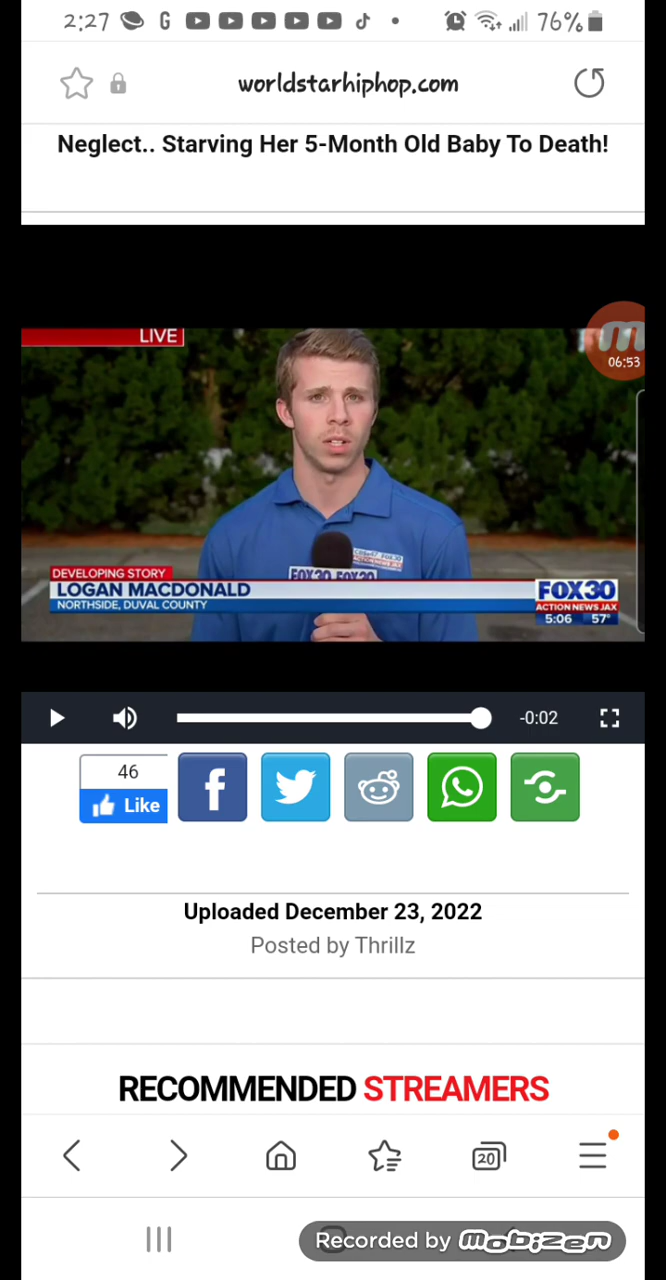 2:27
G
76%
worldstarhiphop.com
Neglect.. Starving Her 5-Month Old Baby To Death!
LIVE
06:53
FOX30 FOX30
DEVELOPING STORY
LOGAN MACDONALD
NORTHSIDE, DUVAL COUNTY
FOX30
ACTION NEWS JAX
5:06 57°
-0:02
46
Like
Uploaded December 23, 2022
Posted by Thrillz
RECOMMENDED STREAMERS
20
Recorded by mobizen